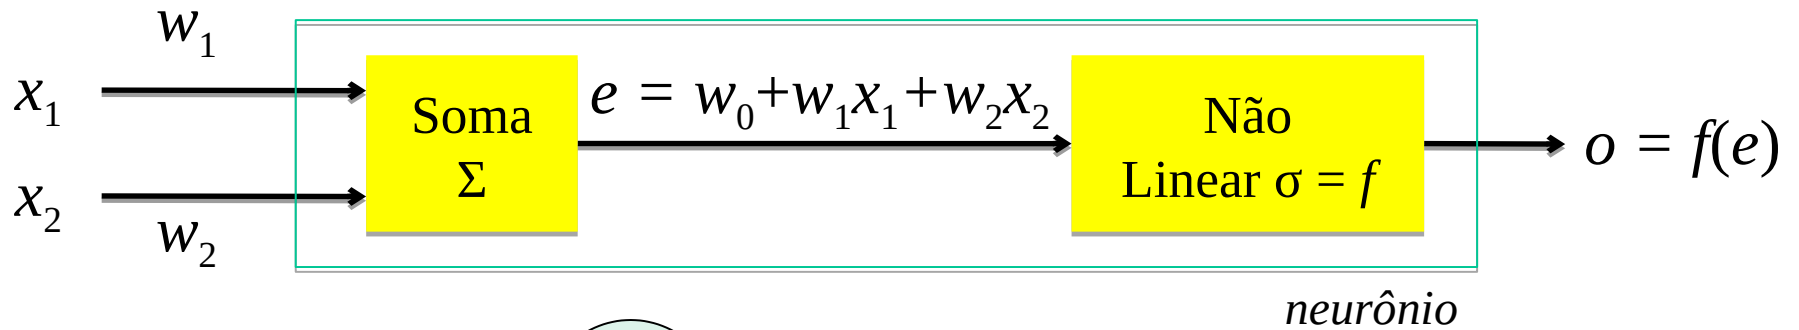 w₁
x₁
Soma
Σ
e = w₀+w₁x₁+w₂x₂
Não
Linear σ = f
o = f(e)
x₂
w₂
neurônio